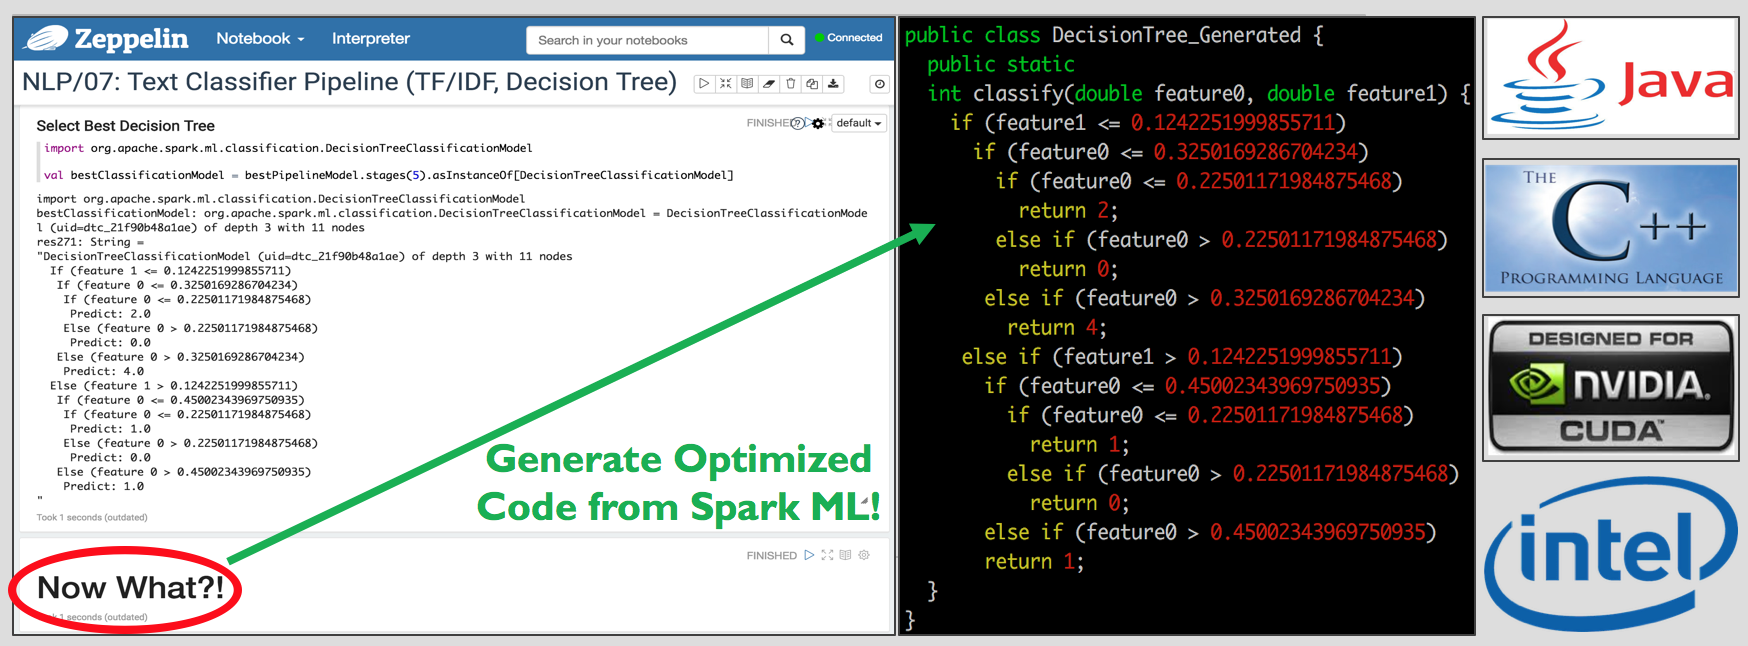 Zeppelin Notebook Interpreter Search in your notebooks Connected
NLP/07: Text Classifier Pipeline (TF/IDF, Decision Tree)
Select Best Decision Tree
FINISHED default
import org.apache.spark.ml.classification.DecisionTreeClassificationModel
val bestClassificationModel = bestPipelineModel.stages(5).asInstanceOf[DecisionTreeClassificationModel]
import org.apache.spark.ml.classification.DecisionTreeClassificationModel
bestClassificationModel: org.apache.spark.ml.classification.DecisionTreeClassificationModel = DecisionTreeClassificationMode
l (uid=dtc_21f90b48a1ae) of depth 3 with 11 nodes
res271: String =
"DecisionTreeClassificationModel (uid=dtc_21f90b48a1ae) of depth 3 with 11 nodes
If (feature 1 <= 0.1242251999855711)
If (feature 0 <= 0.3250169286704234)
If (feature 0 <= 0.22501171984875468)
Predict: 2.0
Else (feature 0 > 0.22501171984875468)
Predict: 0.0
Else (feature 0 > 0.3250169286704234)
Predict: 4.0
Else (feature 1 > 0.1242251999855711)
If (feature 0 <= 0.45002343969750935)
If (feature 0 <= 0.22501171984875468)
Predict: 1.0
Else (feature 0 > 0.22501171984875468)
Predict: 0.0
Else (feature 0 > 0.45002343969750935)
Predict: 1.0
"
Took 1 seconds (outdated)
Generate Optimized
Code from Spark ML!
FINISHED
Now What?!
1 seconds (outdated)
public class DecisionTree_Generated {
public static
int classify(double feature0, double feature1) {
if (feature1 <= 0.1242251999855711)
if (feature0 <= 0.3250169286704234)
if (feature0 <= 0.22501171984875468)
return 2;
else if (feature0 > 0.22501171984875468)
return 0;
else if (feature0 > 0.3250169286704234)
return 4;
else if (feature1 > 0.1242251999855711)
if (feature0 <= 0.45002343969750935)
if (feature0 <= 0.22501171984875468)
return 1;
else if (feature0 > 0.22501171984875468)
return 0;
else if (feature0 > 0.45002343969750935)
return 1;
}
}
Java
THE
C++
PROGRAMMING LANGUAGE
DESIGNED FOR
NVIDIA.
CUDA™
intel